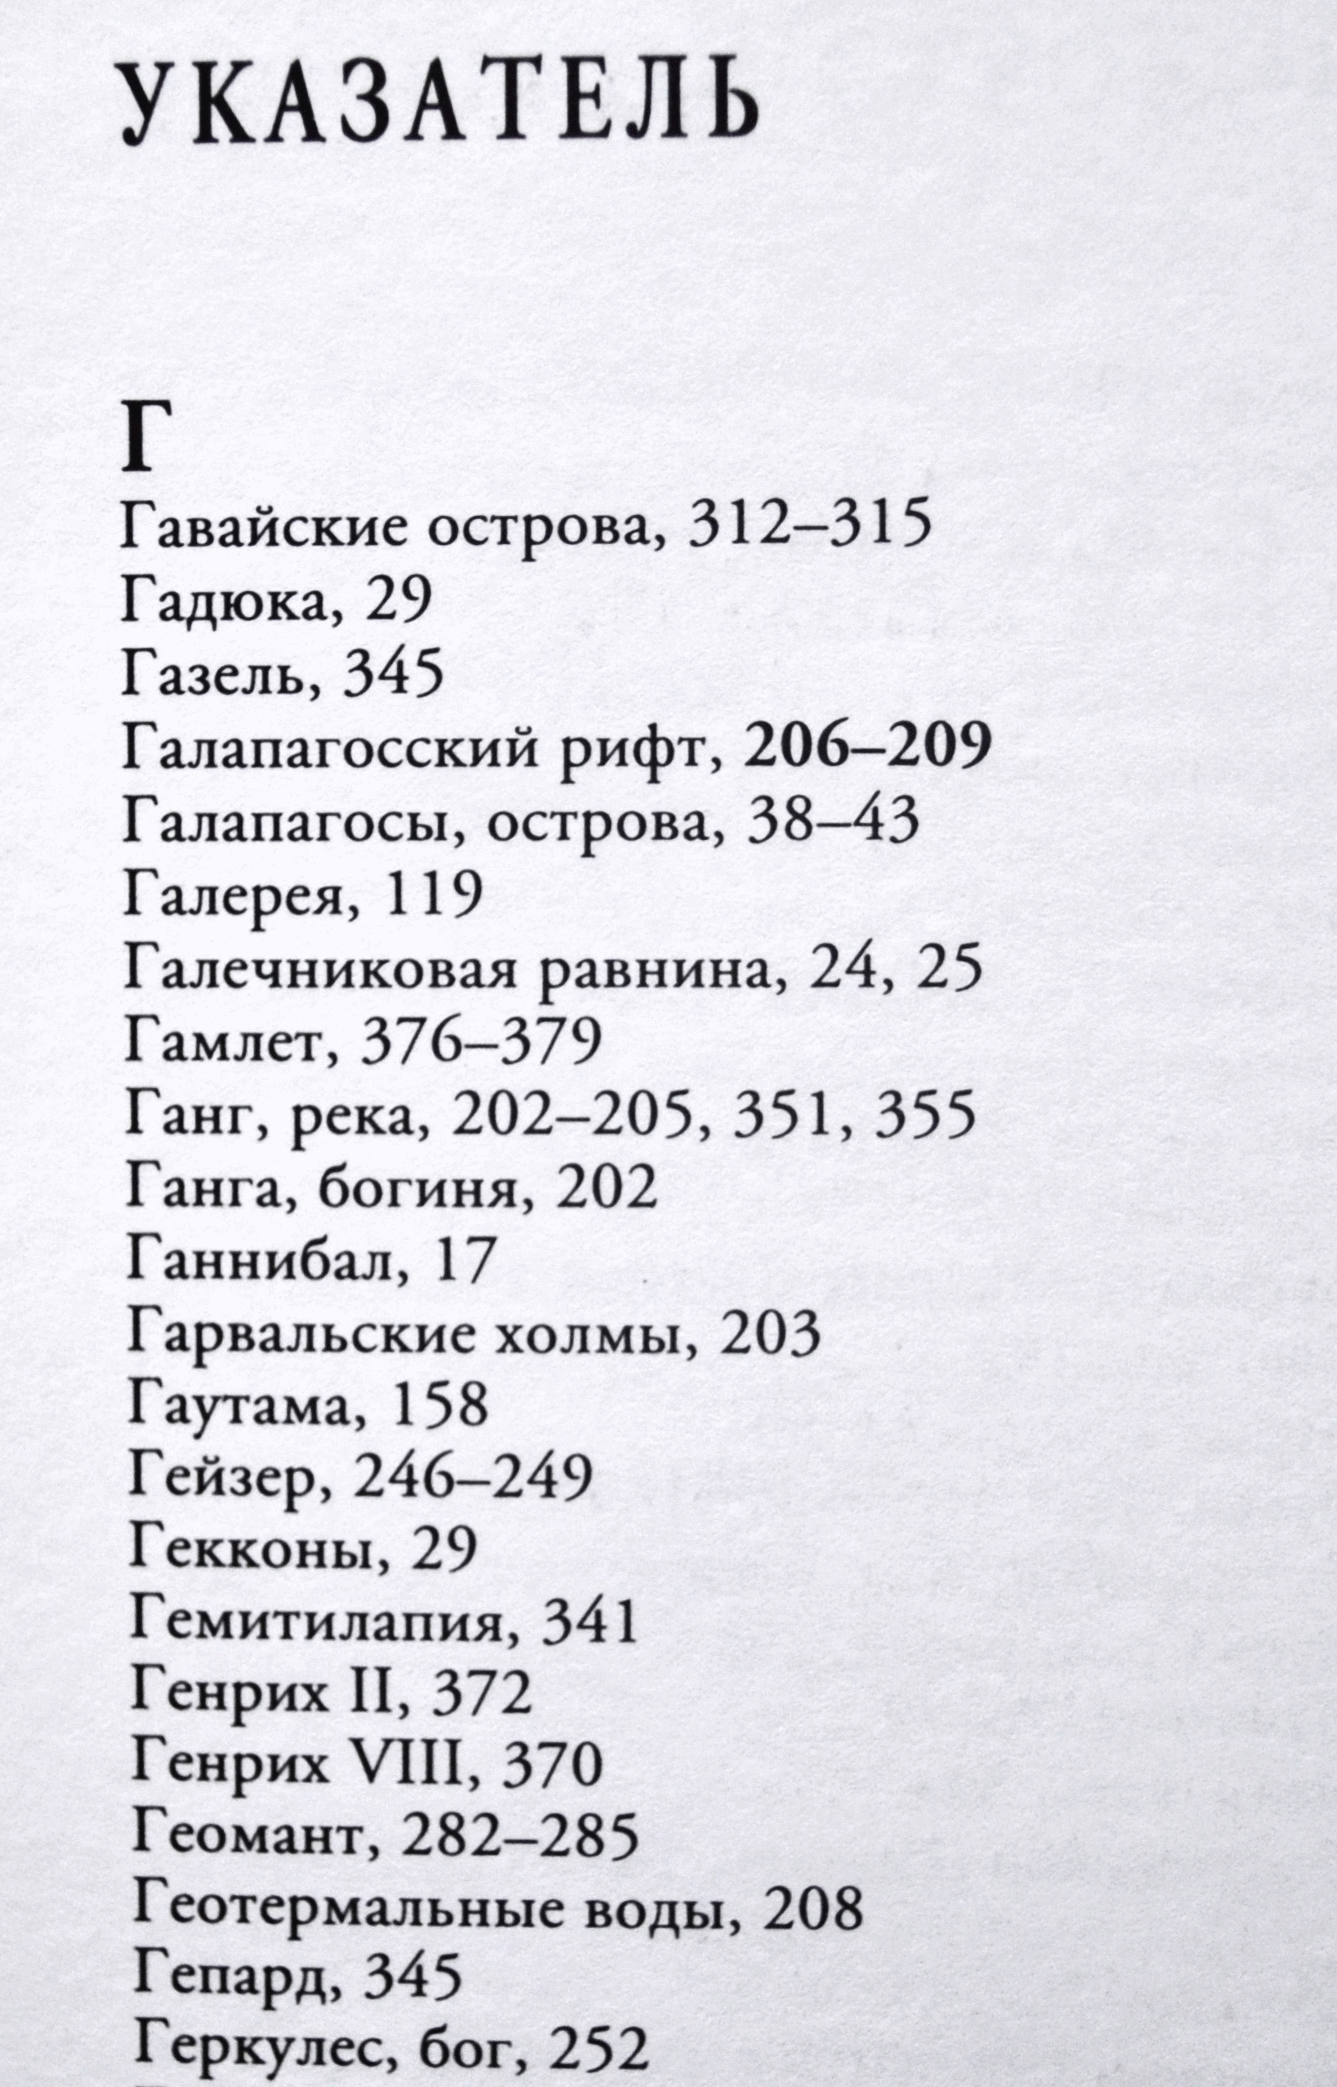 УКАЗАТЕЛЬ
Г
Гавайские острова, 312–315
Гадюка, 29
Газель, 345
Галапагосский рифт, 206–209
Галапагосы, острова, 38–43
Галерея, 119
Галечниковая равнина, 24, 25
Гамлет, 376–379
Ганг, река, 202–205, 351, 355
Ганга, богиня, 202
Ганнибал, 17
Гарвальские холмы, 203
Гаутама, 158
Гейзер, 246–249
Гекконы, 29
Гемитилапия, 341
Генрих II, 372
Генрих VIII, 370
Геомант, 282–285
Геотермальные воды, 208
Гепард, 345
Геркулес, бог, 252